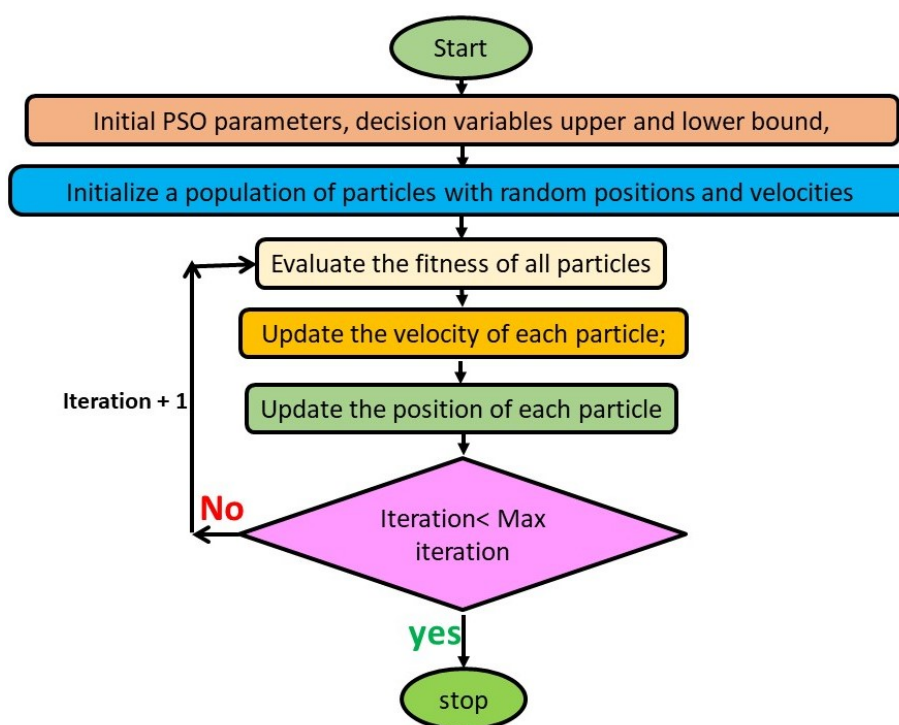 Start
Initial PSO parameters, decision variables upper and lower bound,
Initialize a population of particles with random positions and velocities
Evaluate the fitness of all particles
Update the velocity of each particle;
Update the position of each particle
Iteration + 1
No
Iteration< Max
iteration
yes
stop